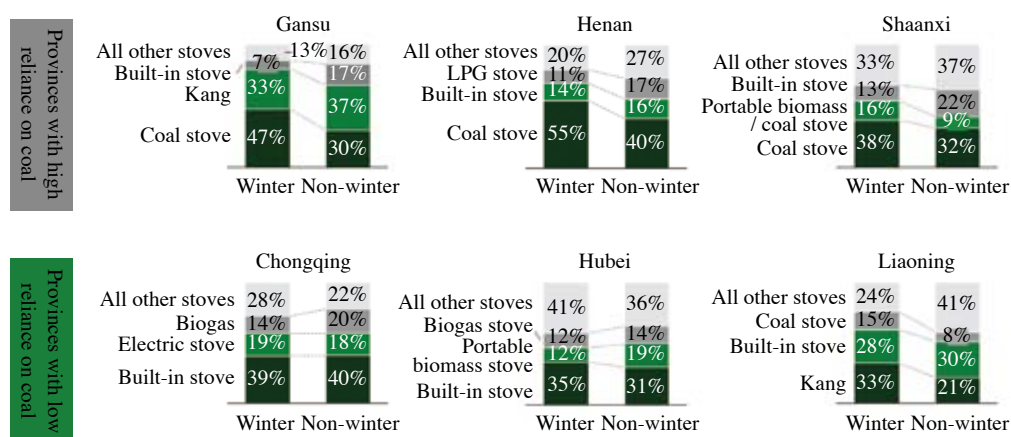 Provinces with high
reliance on coal
Gansu
All other stoves
Built-in stove
Kang
Coal stove
13% 16%
7%
17%
33%
37%
47%
30%
Winter Non-winter
Henan
All other stoves
LPG stove
Built-in stove
Coal stove
20%
27%
11%
17%
14%
16%
55%
40%
Winter Non-winter
Shaanxi
All other stoves
Built-in stove
Portable biomass
/ coal stove
Coal stove
33%
37%
13%
22%
16%
9%
38%
32%
Winter Non-winter
Provinces with low
reliance on coal
Chongqing
All other stoves
Biogas
Electric stove
Built-in stove
28%
22%
14%
20%
19%
18%
39%
40%
Winter Non-winter
Hubei
All other stoves
Biogas stove
Portable
biomass stove
Built-in stove
41%
36%
12%
14%
12%
19%
35%
31%
Winter Non-winter
Liaoning
All other stoves
Coal stove
Built-in stove
Kang
24%
41%
15%
8%
28%
30%
33%
21%
Winter Non-winter